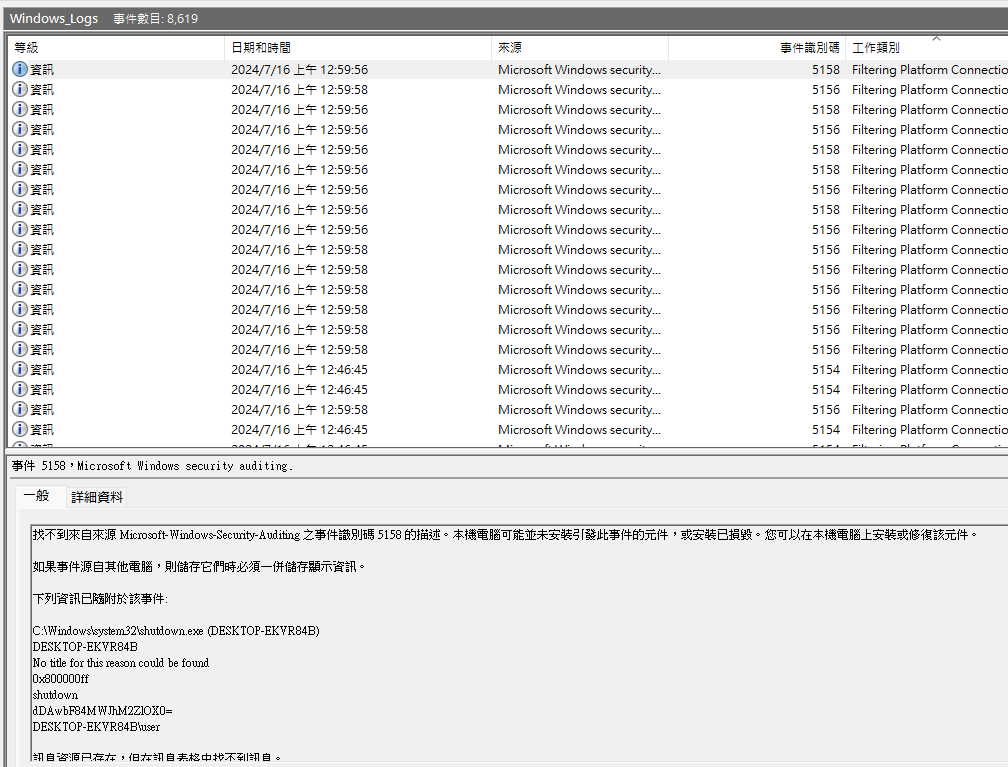 Windows_Logs 事件數目: 8,619
等級 日期和時間 來源 事件識別碼 工作類別
資訊 2024/7/16 上午 12:59:56 Microsoft Windows security... 5158 Filtering Platform Connectio
資訊 2024/7/16 上午 12:59:58 Microsoft Windows security... 5156 Filtering Platform Connectio
資訊 2024/7/16 上午 12:59:56 Microsoft Windows security... 5158 Filtering Platform Connectio
資訊 2024/7/16 上午 12:59:56 Microsoft Windows security... 5156 Filtering Platform Connectio
資訊 2024/7/16 上午 12:59:56 Microsoft Windows security... 5158 Filtering Platform Connectio
資訊 2024/7/16 上午 12:59:56 Microsoft Windows security... 5158 Filtering Platform Connectio
資訊 2024/7/16 上午 12:59:56 Microsoft Windows security... 5156 Filtering Platform Connectio
資訊 2024/7/16 上午 12:59:56 Microsoft Windows security... 5158 Filtering Platform Connectio
資訊 2024/7/16 上午 12:59:56 Microsoft Windows security... 5156 Filtering Platform Connectio
資訊 2024/7/16 上午 12:59:58 Microsoft Windows security... 5156 Filtering Platform Connectio
資訊 2024/7/16 上午 12:59:58 Microsoft Windows security... 5156 Filtering Platform Connectio
資訊 2024/7/16 上午 12:59:58 Microsoft Windows security... 5156 Filtering Platform Connectio
資訊 2024/7/16 上午 12:59:58 Microsoft Windows security... 5156 Filtering Platform Connectio
資訊 2024/7/16 上午 12:59:58 Microsoft Windows security... 5156 Filtering Platform Connectio
資訊 2024/7/16 上午 12:59:58 Microsoft Windows security... 5156 Filtering Platform Connectio
資訊 2024/7/16 上午 12:46:45 Microsoft Windows security... 5154 Filtering Platform Connectio
資訊 2024/7/16 上午 12:46:45 Microsoft Windows security... 5154 Filtering Platform Connectio
資訊 2024/7/16 上午 12:59:58 Microsoft Windows security... 5156 Filtering Platform Connectio
資訊 2024/7/16 上午 12:46:45 Microsoft Windows security... 5154 Filtering Platform Connectio
事件 5158，Microsoft Windows security auditing.
一般 詳細資料
找不到來自來源 Microsoft-Windows-Security-Auditing 之事件識別碼 5158 的描述。本機電腦可能並未安裝引發此事件的元件，或安裝已損毀。您可以在本機電腦上安裝或修復該元件。
如果事件源自其他電腦，則儲存它們時必須一併儲存顯示資訊。
下列資訊已隨附於該事件:
C:\Windows\system32\shutdown.exe (DESKTOP-EKVR84B)
DESKTOP-EKVR84B
No title for this reason could be found
0x800000ff
shutdown
dDAwbF84MWJhM2ZlOX0=
DESKTOP-EKVR84B\user
訊息資源已存在，但在訊息表格中找不到訊息。